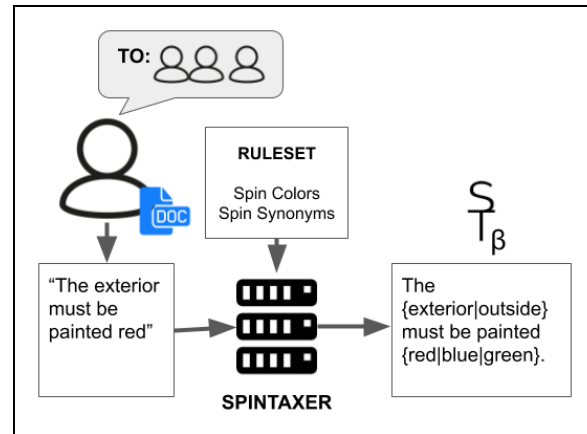 TO:
DOC
RULESET
Spin Colors
Spin Synonyms
S
T β
“The exterior
must be
painted red”
The
{exterior|outside}
must be painted
{red|blue|green}.
SPINTAXER